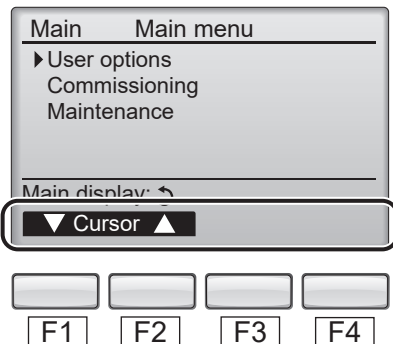 Main Main menu
User options
Commissioning
Maintenance
Main display:
Cursor
F1 F2 F3 F4